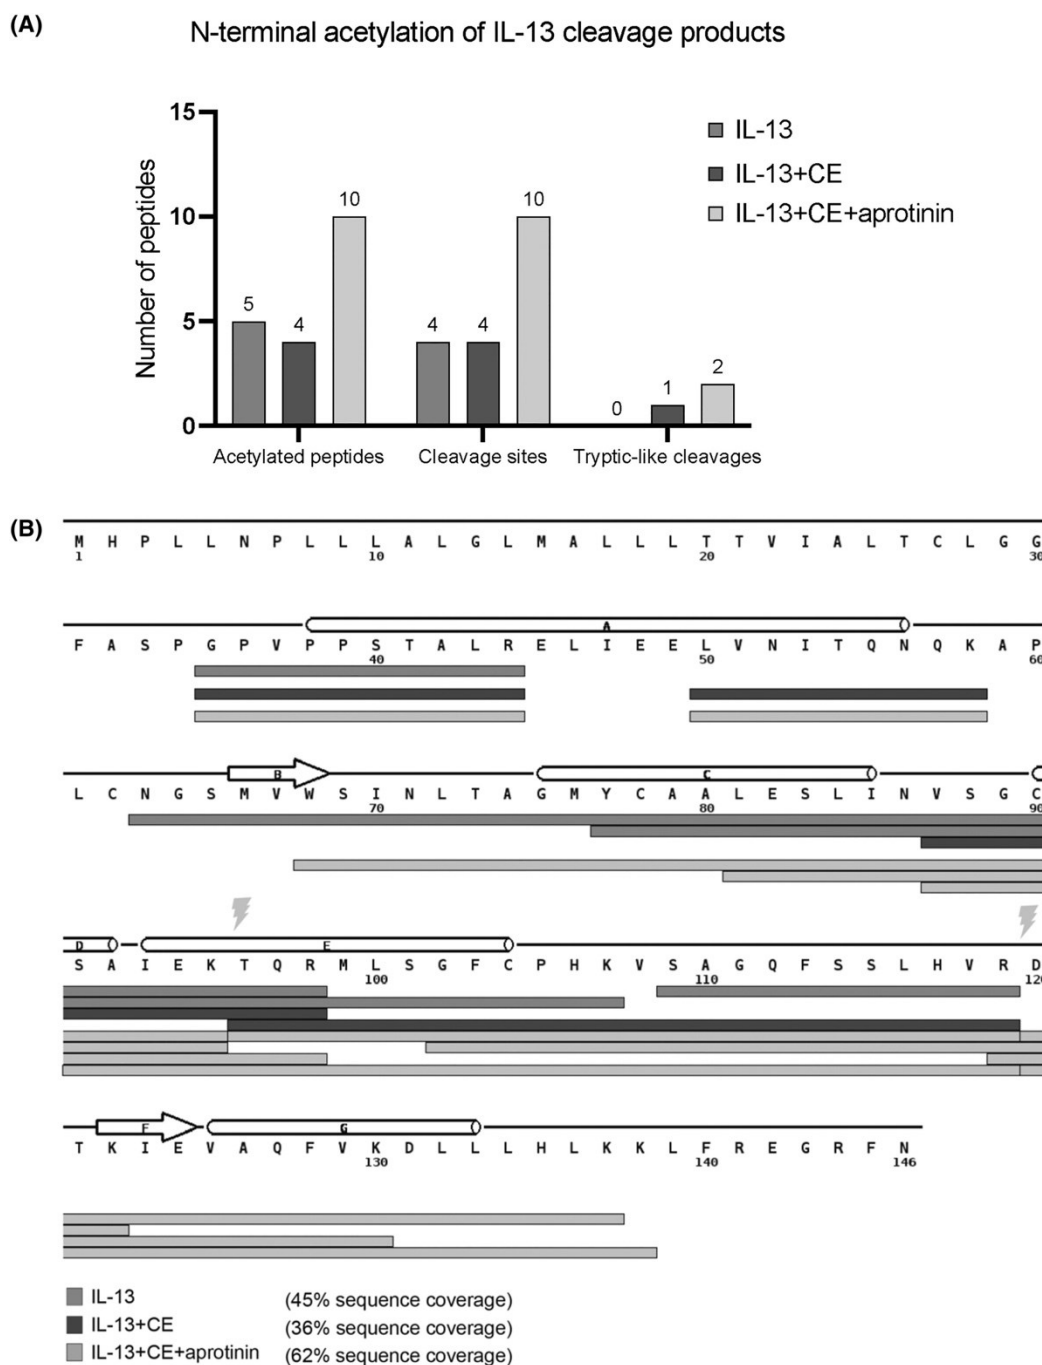 (A)
N-terminal acetylation of IL-13 cleavage products
Number of peptides
15
10
5
0
5
4
10
4
4
10
0
1
2
Acetylated peptides
Cleavage sites
Tryptic-like cleavages
IL-13
IL-13+CE
IL-13+CE+aprotinin
(B)
M H P L L N P L L L A L G L M A L L L T T V I A L T C L G G
1 10 20 30
A
F A S P G P V P P S T A L R E L I E E L V N I T Q N Q K A P
40 50 60
B C
L C N G S M V W S I N L T A G M Y C A A L E S L I N V S G C
70 80 90
D E
S A I E K T Q R M L S G F C P H K V S A G Q F S S L H V R D
100 110 120
F G
T K I E V A Q F V K D L L L H L K K L F R E G R F N
130 140 146
IL-13 (45% sequence coverage)
IL-13+CE (36% sequence coverage)
IL-13+CE+aprotinin (62% sequence coverage)